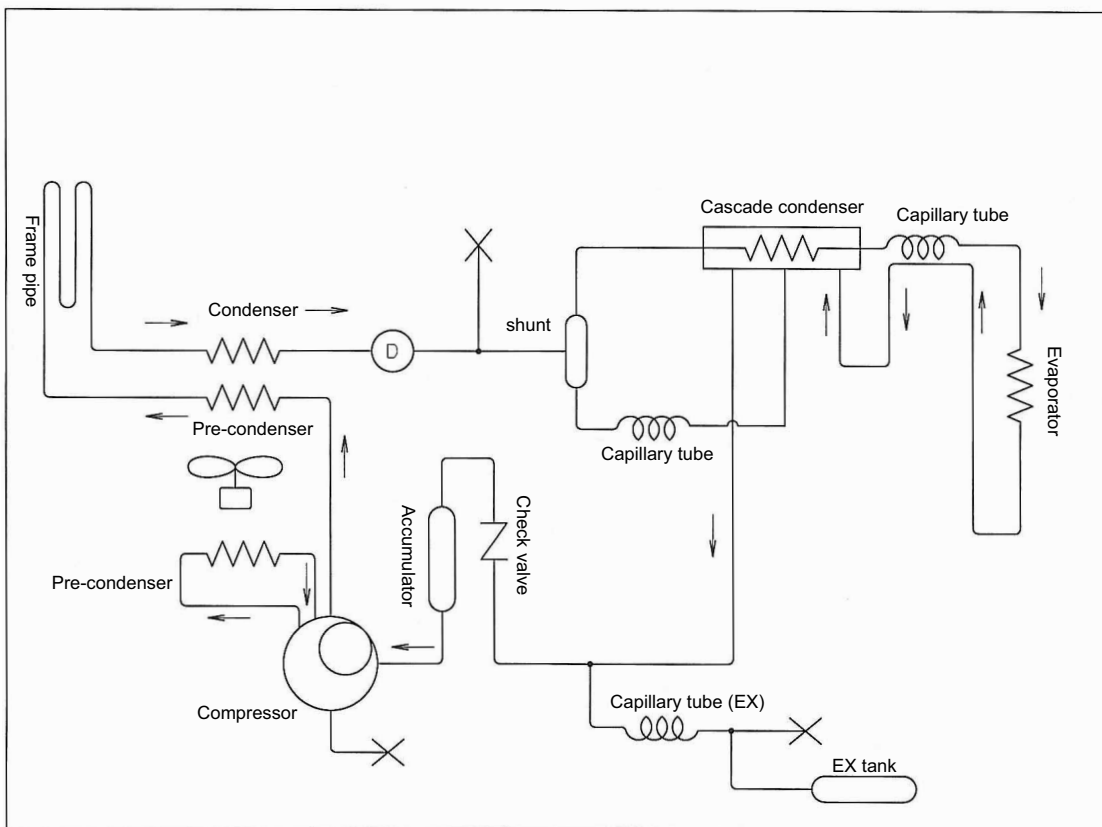 Cascade condenser
Capillary tube
Frame pipe
Condenser
D
shunt
Evaporator
Pre-condenser
Capillary tube
Accumulator
Check valve
Pre-condenser
Compressor
Capillary tube (EX)
EX tank